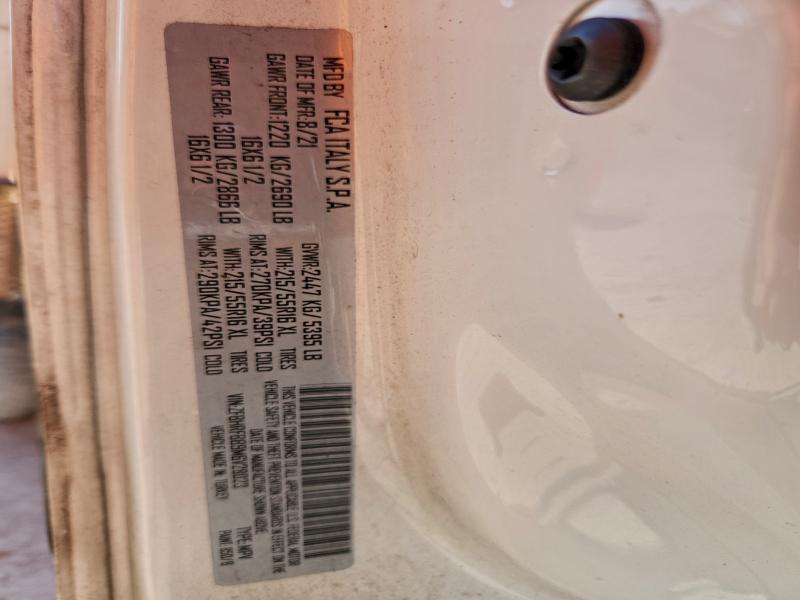 MFD BY FCA ITALY S.P.A.
DATE OF MFR: 8/21 GVWR: 2447 KG/5395 LB
GAWR FRONT: 1220 KG/2690 LB WITH: 215/55R16 XL TIRES
16X6 1/2 RIMS AT: 270KPA/39PSI COLD
GAWR REAR: 1300 KG/2866 LB WITH: 215/55R16 XL TIRES
16X6 1/2 RIMS AT: 290KPA/42PSI COLD
THIS VEHICLE CONFORMS TO ALL APPLICABLE U.S. FEDERAL MOTOR
VEHICLE SAFETY AND THEFT PREVENTION STANDARDS IN EFFECT ON THE
DATE OF MANUFACTURE SHOWN ABOVE
VIN: TYPE: MPV
VEHICLE MADE IN: TURKEY PAINT: